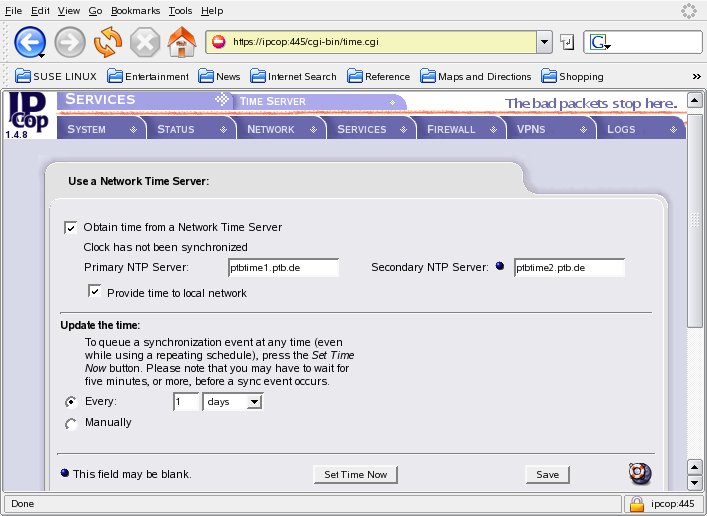 File Edit View Go Bookmarks Tools Help
https://ipcop:445/cgi-bin/time.cgi
G
SUSE LINUX Entertainment News Internet Search Reference Maps and Directions Shopping »
IPCop SERVICES TIME SERVER The bad packets stop here.
1.4.8 SYSTEM STATUS NETWORK SERVICES FIREWALL VPNS LOGS
Use a Network Time Server:
Obtain time from a Network Time Server
Clock has not been synchronized
Primary NTP Server: ptbtime1.ptb.de Secondary NTP Server: ptbtime2.ptb.de
Provide time to local network
Update the time:
To queue a synchronization event at any time (even
while using a repeating schedule), press the Set Time
Now button. Please note that you may have to wait for
five minutes, or more, before a sync event occurs.
Every: 1 days
Manually
This field may be blank. Set Time Now Save
Done ipcop:445